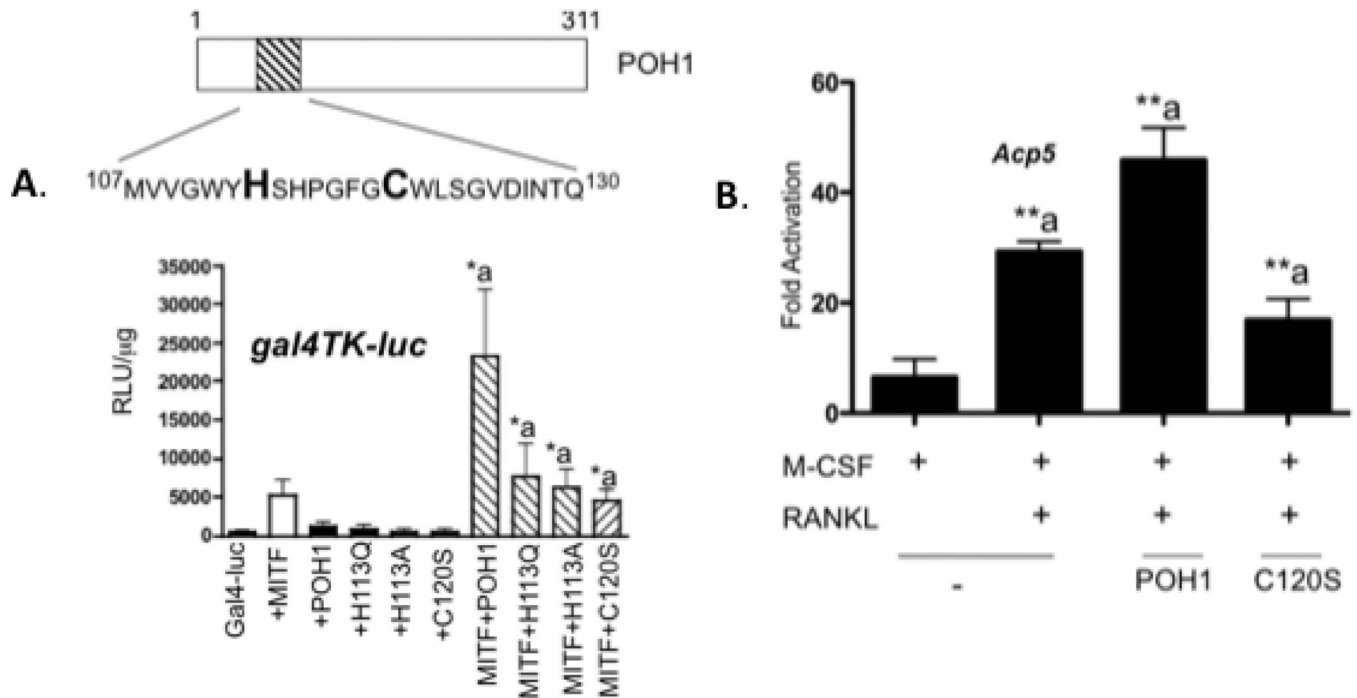 1 311
POH1
A.
107MVVGWYHSHPGFGCWLSGVDINTQ130
35000
30000
25000
20000
15000
10000
5000
0
RLU/µg
gal4TK-luc
*a
*a
*a
*a
Gal4-luc
+MITF
+POH1
+H113Q
+H113A
+C120S
MITF+POH1
MITF+H113Q
MITF+H113A
MITF+C120S
B.
60
40
20
0
Fold Activation
Acp5
**a
**a
**a
M-CSF + + + +
RANKL + + +
- POH1 C120S